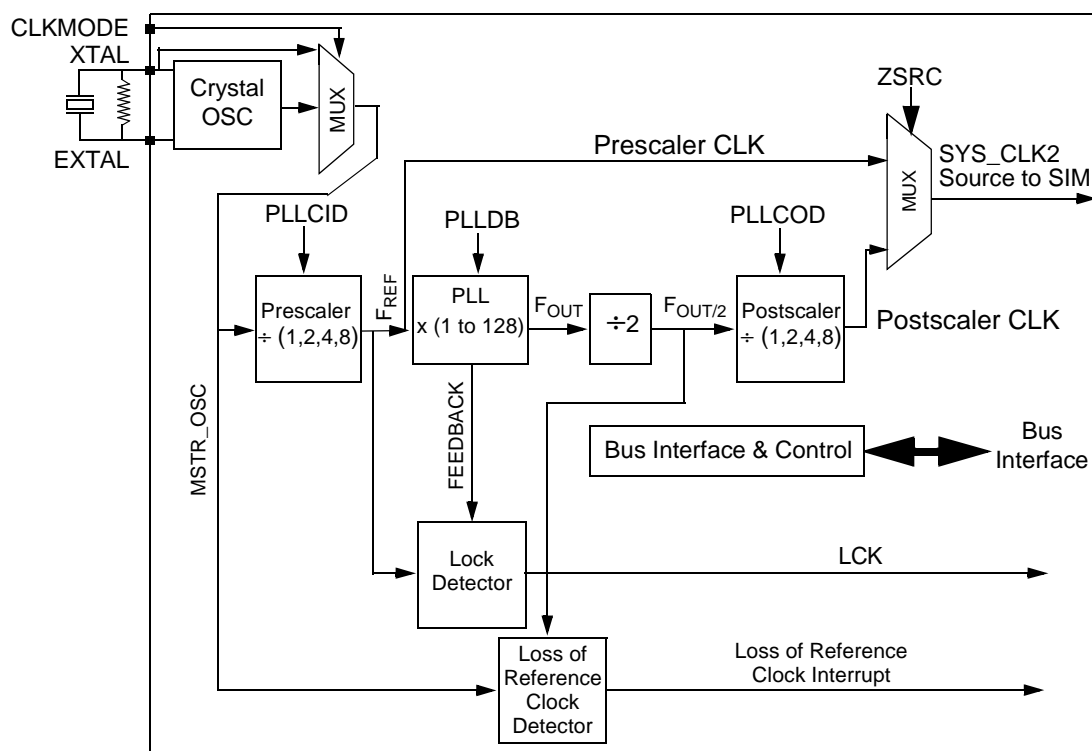 CLKMODE
XTAL
Crystal
OSC
MUX
EXTAL
ZSRC
Prescaler CLK
MUX
SYS_CLK2
Source to SIM
PLLCID
PLLDB
PLLCOD
Prescaler
÷ (1,2,4,8)
FREF
PLL
x (1 to 128)
FOUT
÷2
FOUT/2
Postscaler
÷ (1,2,4,8)
Postscaler CLK
MSTR_OSC
FEEDBACK
Bus Interface & Control
Bus
Interface
Lock
Detector
LCK
Loss of
Reference
Clock
Detector
Loss of Reference
Clock Interrupt